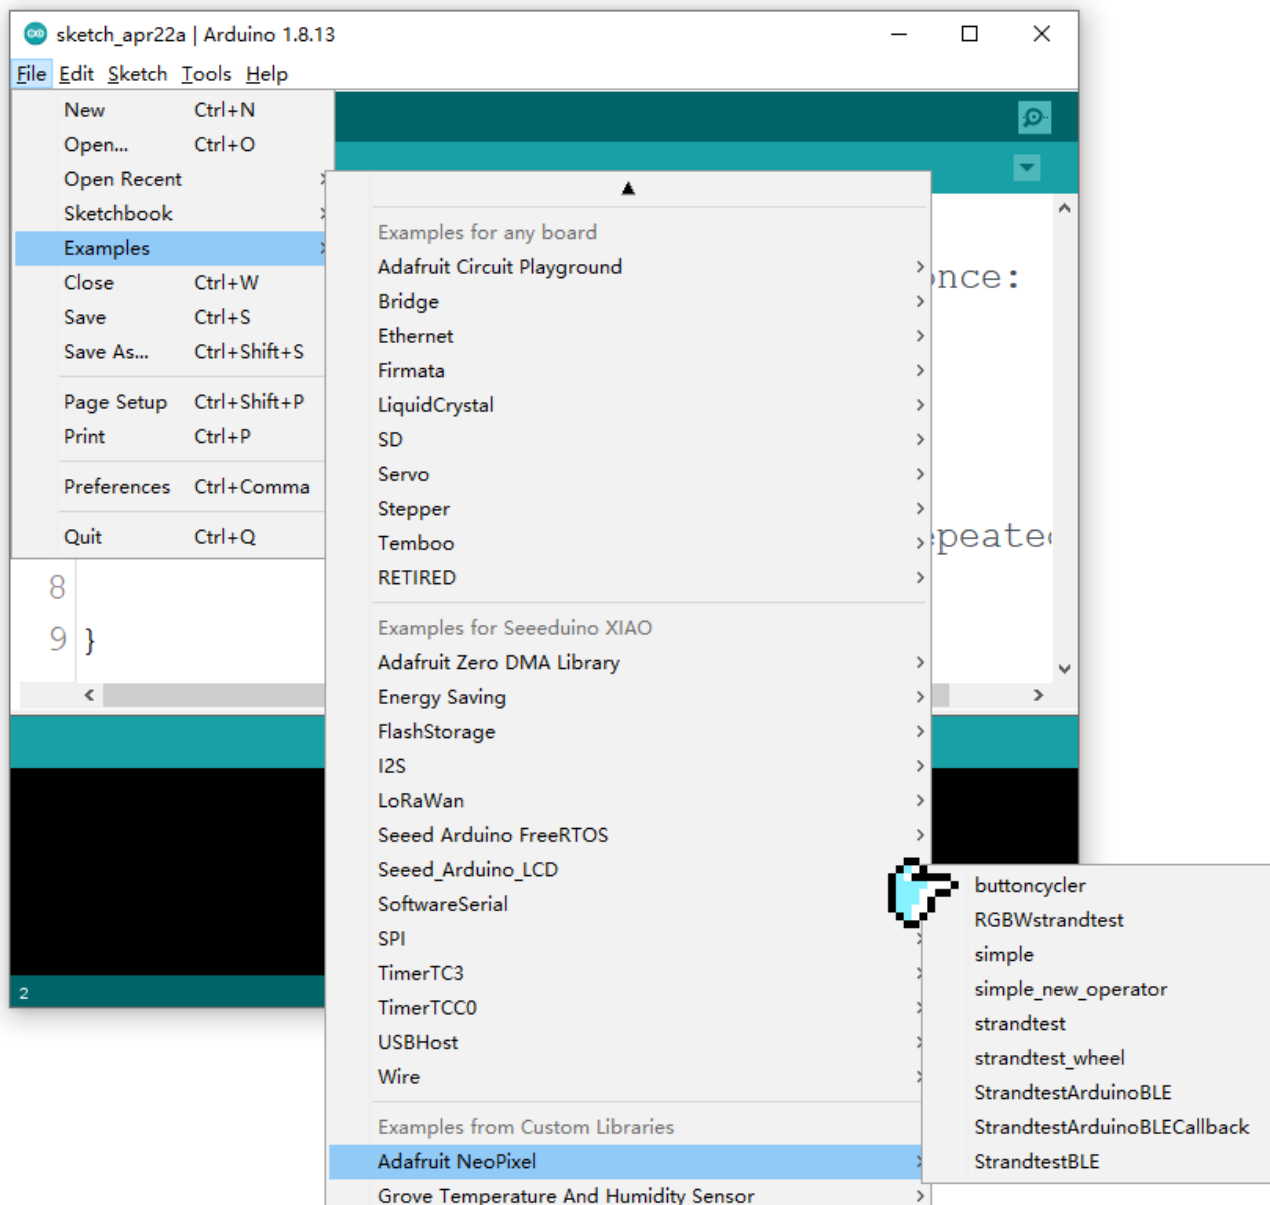 sketch_apr22a | Arduino 1.8.13
File Edit Sketch Tools Help
New Ctrl+N
Open... Ctrl+O
Open Recent
Sketchbook
Examples
Close Ctrl+W
Save Ctrl+S
Save As... Ctrl+Shift+S
Page Setup Ctrl+Shift+P
Print Ctrl+P
Preferences Ctrl+Comma
Quit Ctrl+Q
8
9 }
2
Examples for any board
Adafruit Circuit Playground
Bridge
Ethernet
Firmata
LiquidCrystal
SD
Servo
Stepper
Temboo
RETIRED
Examples for Seeeduino XIAO
Adafruit Zero DMA Library
Energy Saving
FlashStorage
I2S
LoRaWan
Seeed Arduino FreeRTOS
Seeed_Arduino_LCD
SoftwareSerial
SPI
TimerTC3
TimerTCC0
USBHost
Wire
Examples from Custom Libraries
Adafruit NeoPixel
Grove Temperature And Humidity Sensor
buttoncycler
RGBWstrandtest
simple
simple_new_operator
strandtest
strandtest_wheel
StrandtestArduinoBLE
StrandtestArduinoBLECallback
StrandtestBLE